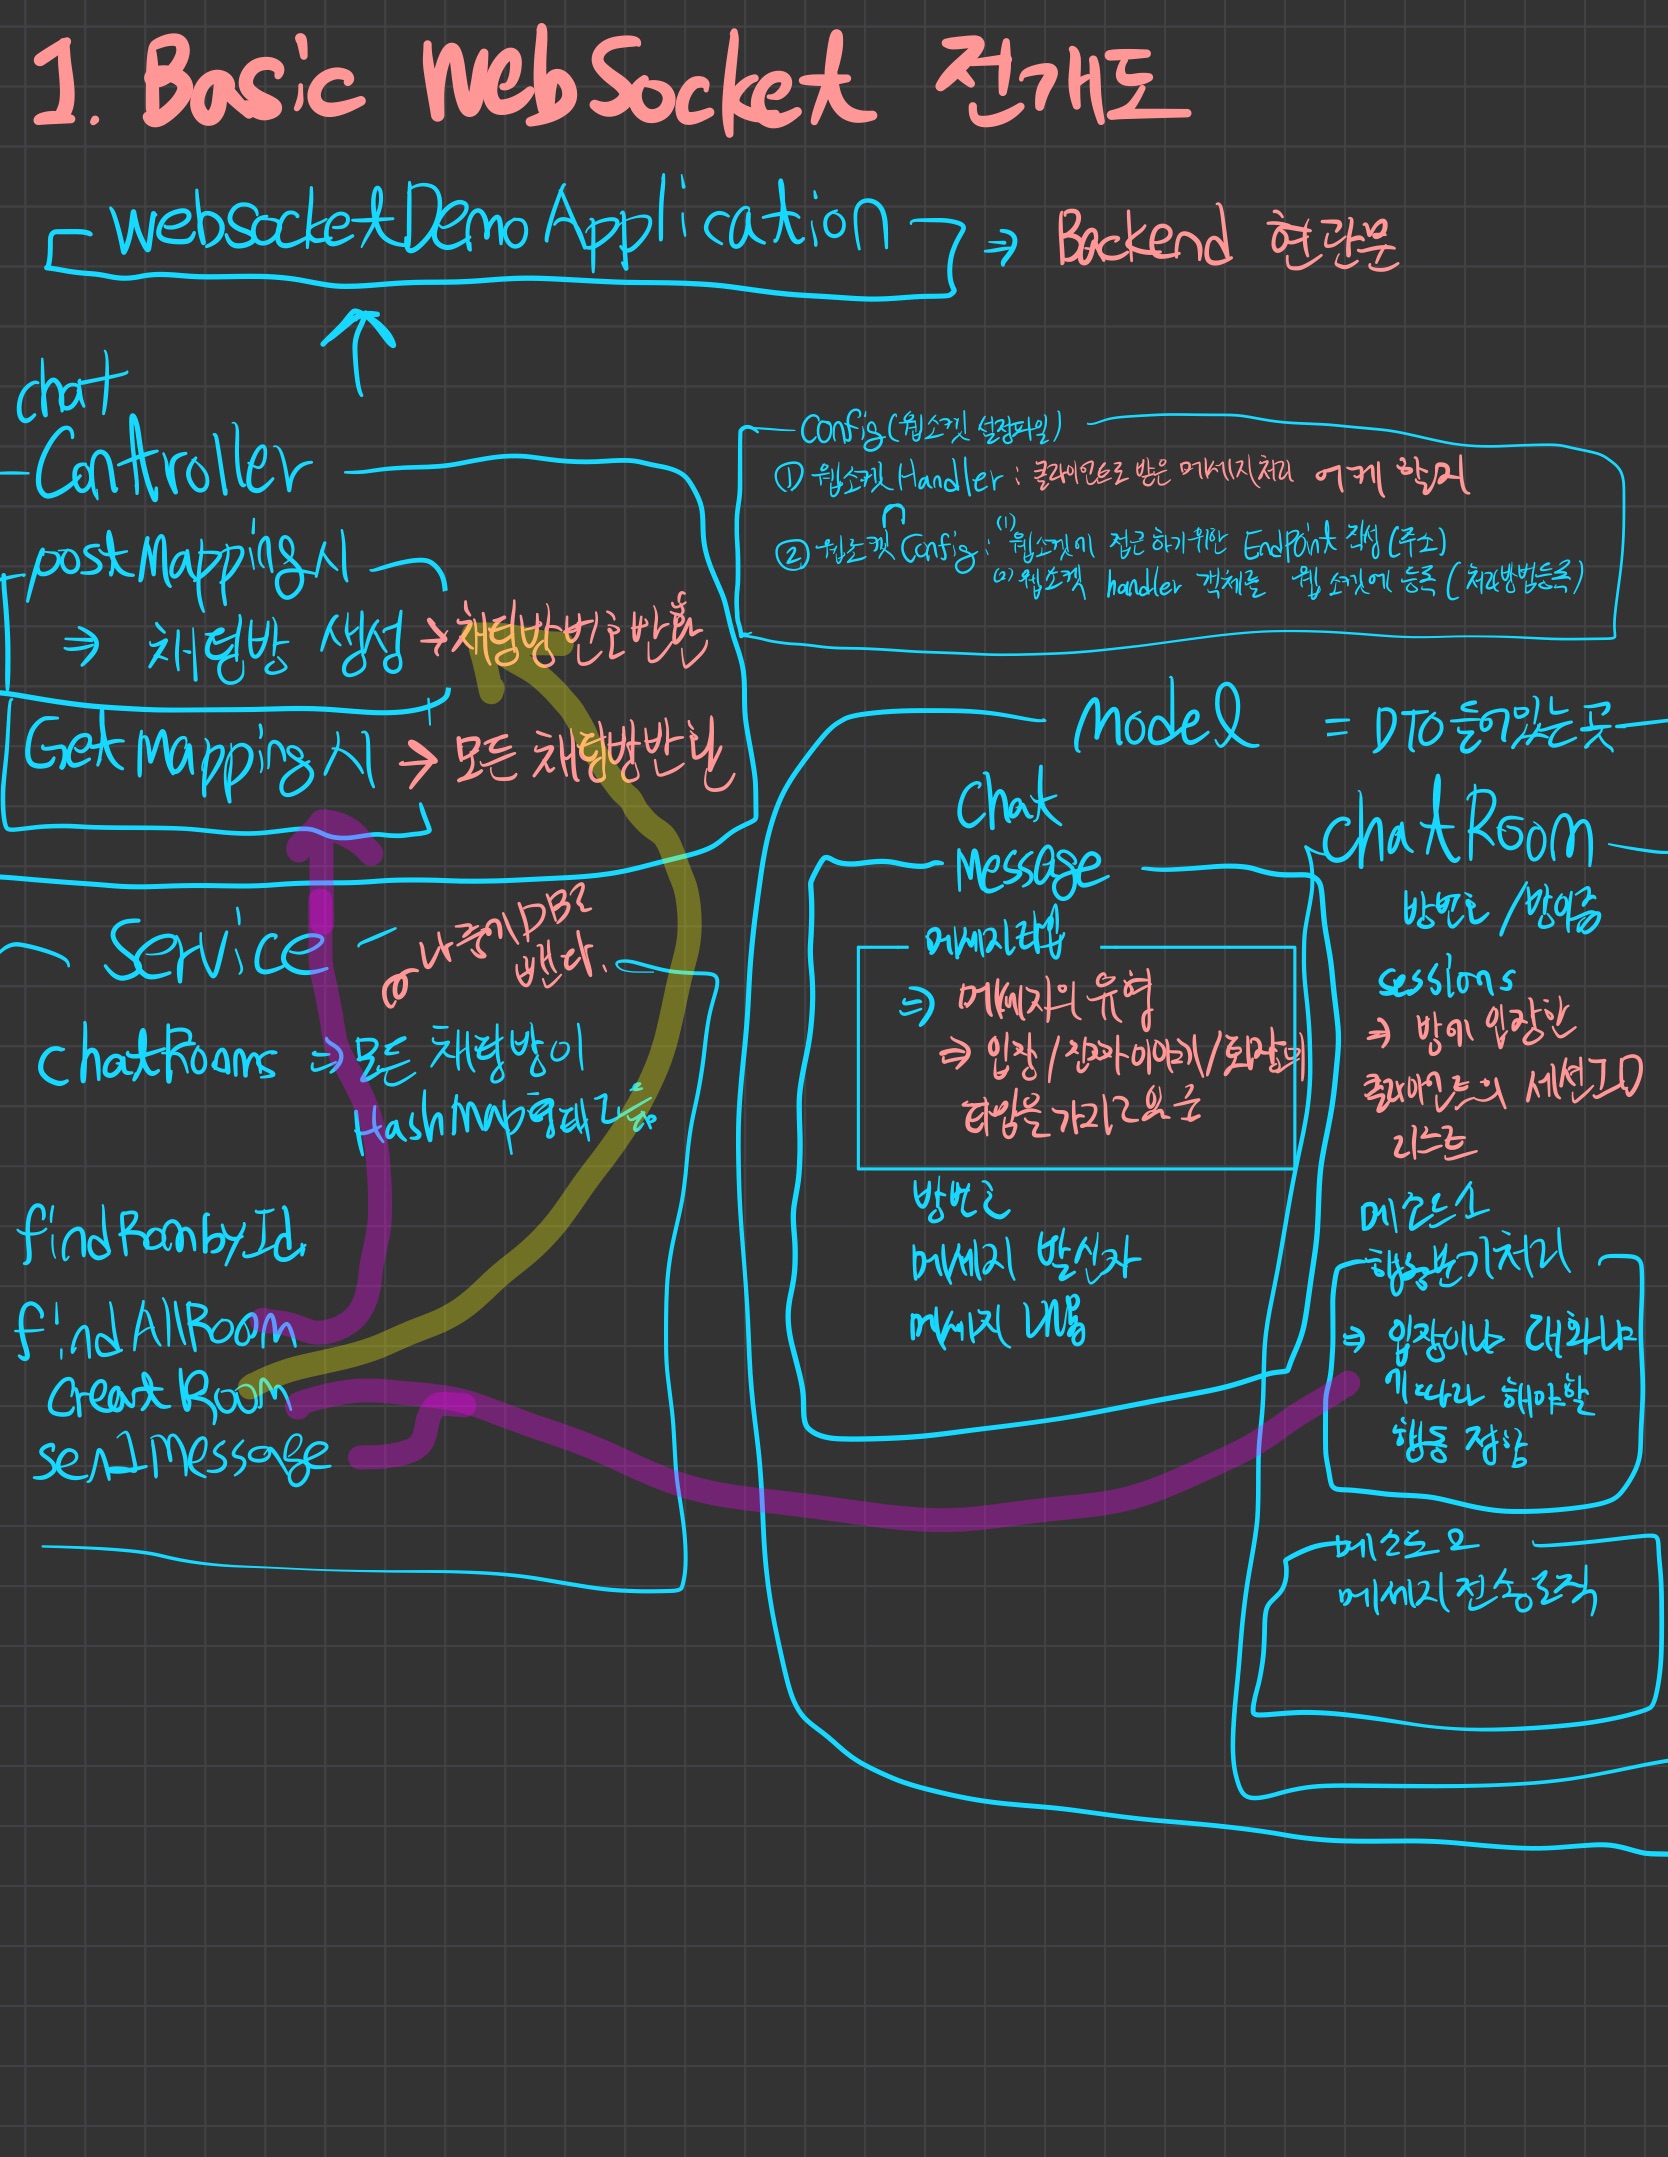 1. Basic WebSocket 전개도
WebsocketDemoApplication ⇒ Backend 현관문
chat
Controller
postMapping시
⇒ 채팅방 생성 → 채팅방번호반환
GetMapping시 → 모든 채팅방반환
Config(웹소켓 설정파일)
① 웹소켓 Handler : 클라이언트로 받은 메세지처리 어케 할지
② 웹소켓 Config : (1) 웹소켓에 접근하기위한 EndPoint 작성 (주소)
(2) 웹소켓 handler 객체를 웹소켓에 등록 (처리방법등록)
Service
나중에 DB로
뺀다.
chatRooms ⇒ 모든 채팅방이
HashMap형태로
findRoombyId
findAllRoom
CreatRoom
sendMessage
Model = DTO들어있는 곳
Chat
Message
메세지타입
⇒ 메세지의 유형
⇒ 입장 / 진짜이야기 /
타입을 가지고 있음
방번호
메세지 발신자
메세지 내용
ChatRoom
방번호 / 방이름
sessions
⇒ 방에 입장한
클라이언트의 세션ID
리스트
메소드1
행동분기처리
⇒ 입장이냐 대화냐
에따라 해야할
행동 정함
메소드2
메세지전송로직